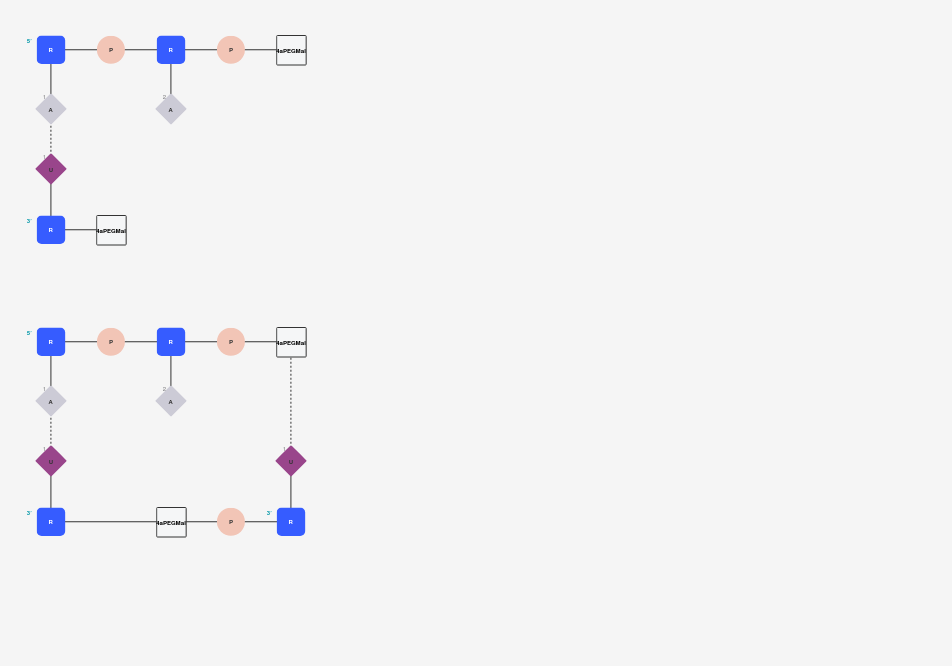 5' R P R P 4aPEGMal
1 A 2 A
U
3' R 4aPEGMal
5' R P R P 4aPEGMal
1 A 2 A
U U
3' R 4aPEGMal P 3' R